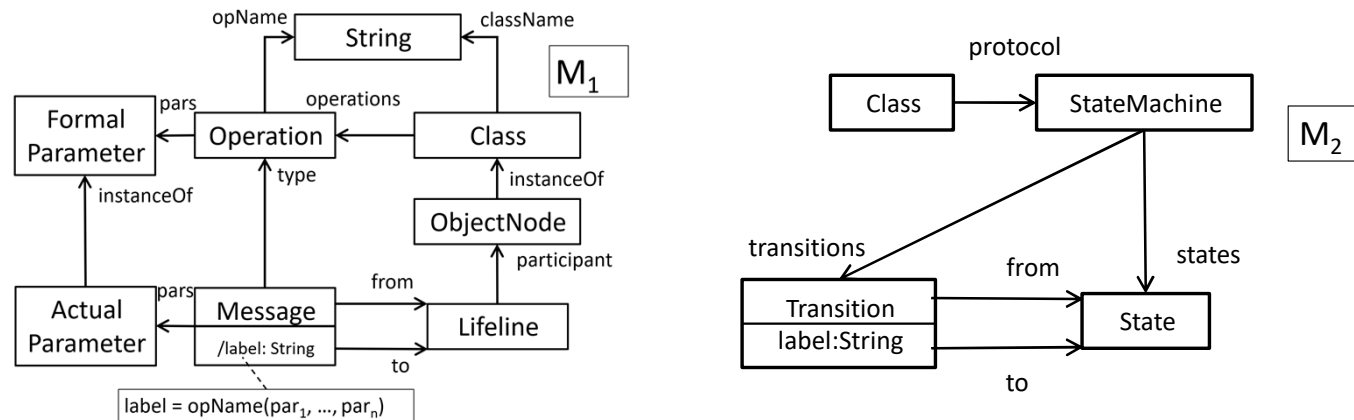 opName
className
String
M1
pars
operations
Formal
Parameter
Operation
Class
instanceOf
type
instanceOf
ObjectNode
participant
pars
from
Actual
Parameter
Message
/label: String
Lifeline
to
label = opName(par1, ..., parn)
protocol
Class
StateMachine
M2
transitions
from
states
Transition
label:String
State
to